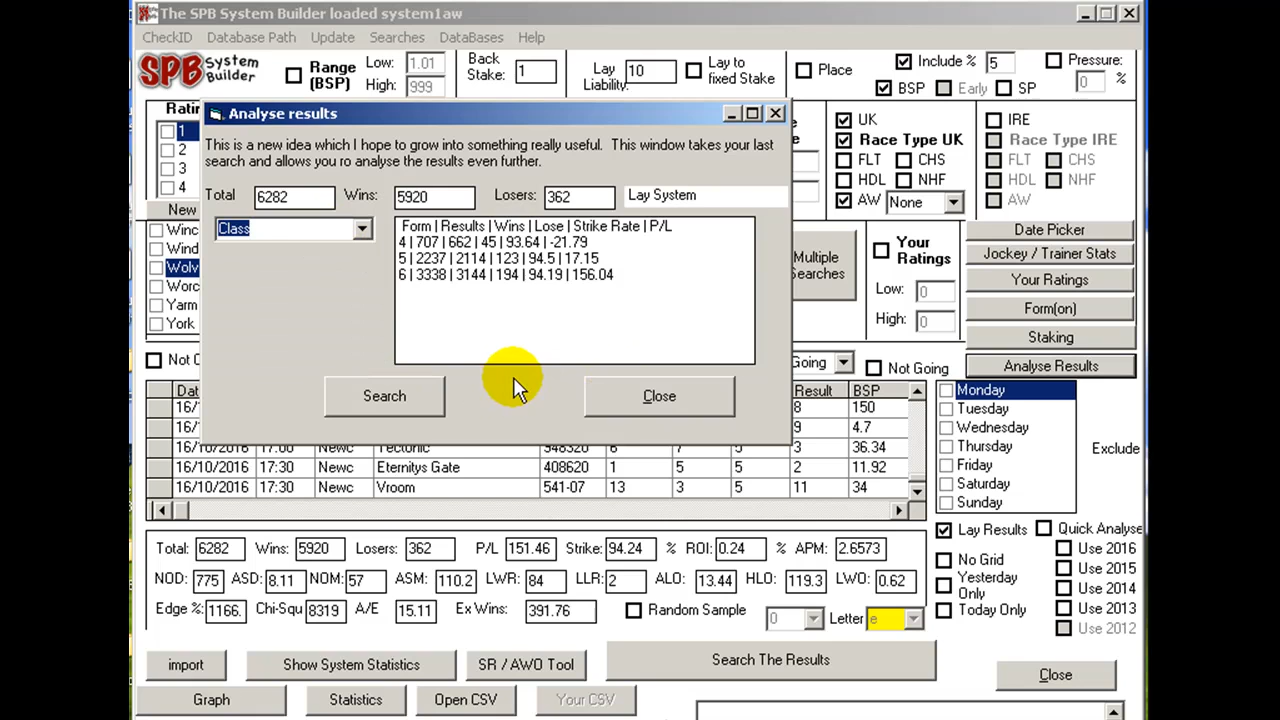 The SPB System Builder loaded system1aw
CheckID Database Path Update Searches DataBases Help
SPB System Builder
Range (BSP) Low: 1.01 High: 999
Back Stake: 1
Lay Liability: 10
Lay to fixed Stake
Place
Include % 5
BSP Early SP
Pressure: 0 %
1
2
3
4
New
Wind
Wolv
Worc
Yarm
York
Analyse results
This is a new idea which I hope to grow into something really useful. This window takes your last
search and allows you ro analyse the results even further.
Total 6282 Wins: 5920 Losers: 362 Lay System
Class
Form | Results | Wins | Lose | Strike Rate | P/L
4 | 707 | 662 | 45 | 93.64 | -21.79
5 | 2237 | 2114 | 123 | 94.5 | 17.15
6 | 3338 | 3144 | 194 | 94.19 | 156.04
Search Close
UK
Race Type UK
FLT CHS
HDL NHF
AW None
IRE
Race Type IRE
FLT CHS
HDL NHF
AW
Multiple Searches
Your Ratings
Low: 0
High: 0
Date Picker
Jockey / Trainer Stats
Your Ratings
Form(on)
Staking
Analyse Results
Going Not Going
Result BSP
8 150
9 4.7
16/10/2016 17:00 Newc Tectonic 948320 6 7 5 36.34
16/10/2016 17:30 Newc Eternitys Gate 408620 1 5 5 2 11.92
16/10/2016 17:30 Newc Vroom 541-07 13 3 5 11 34
Monday
Tuesday
Wednesday
Thursday
Friday
Saturday
Sunday
Exclude
Lay Results Quick Analyse
No Grid
Yesterday Only
Today Only
Use 2016
Use 2015
Use 2014
Use 2013
Use 2012
Total: 6282 Wins: 5920 Losers: 362 P/L 151.46 Strike: 94.24 % ROI: 0.24 % APM: 2.6573
NOD: 775 ASD: 8.11 NOM: 57 ASM: 110.2 LWR: 84 LLR: 2 ALO: 13.44 HLO: 119.3 LWO: 0.62
Edge %: 1166. Chi-Squ 8319 A/E 15.11 Ex Wins: 391.76 Random Sample 0 Letter e
import Show System Statistics SR / AWO Tool Search The Results Close
Graph Statistics Open CSV Your CSV